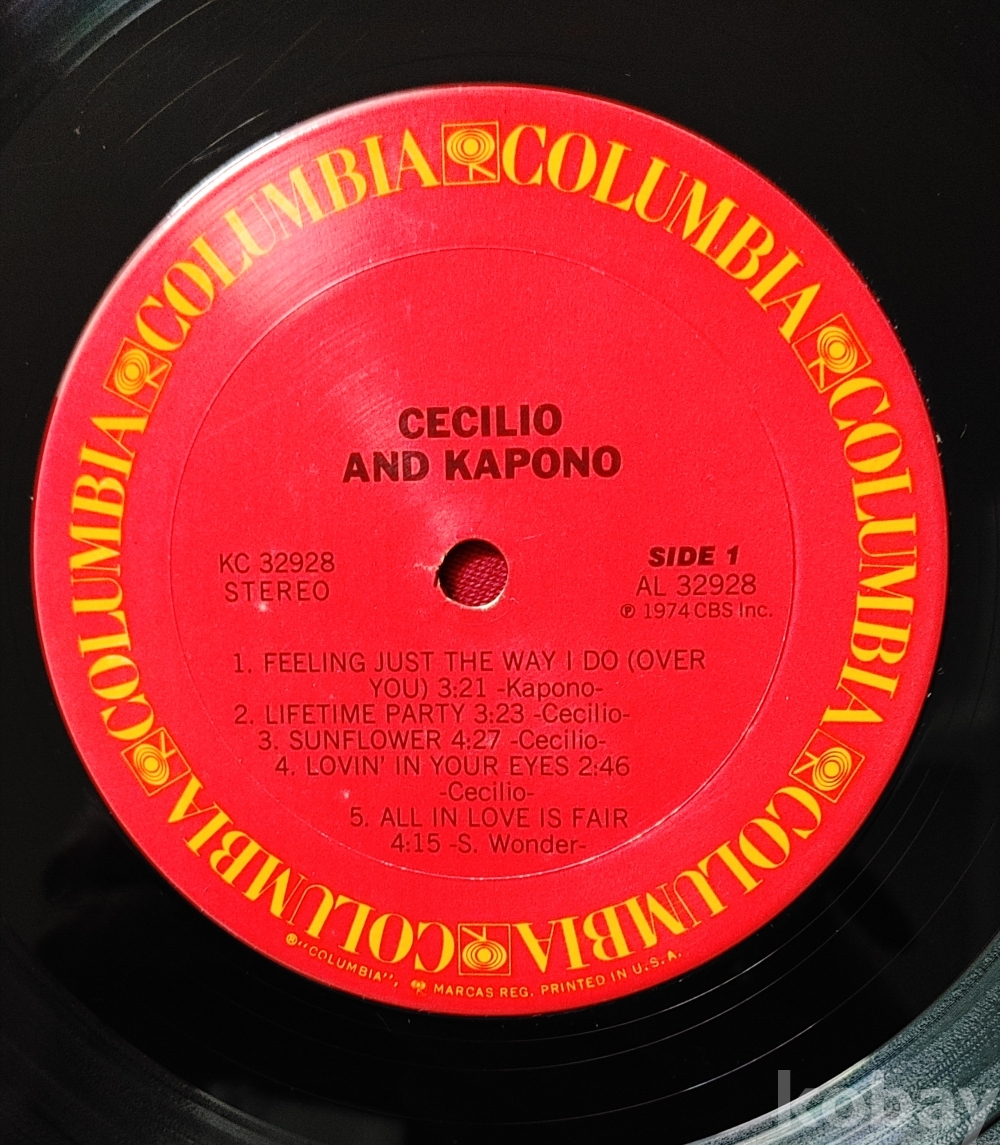 COLUMBIA COLUMBIA COLUMBIA COLUMBIA COLUMBIA COLUMBIA
CECILIO
AND KAPONO
KC 32928
STEREO
SIDE 1
AL 32928
℗ 1974 CBS Inc.
1. FEELING JUST THE WAY I DO (OVER
YOU) 3:21 -Kapono-
2. LIFETIME PARTY 3:23 -Cecilio-
3. SUNFLOWER 4:27 -Cecilio-
4. LOVIN' IN YOUR EYES 2:46
-Cecilio-
5. ALL IN LOVE IS FAIR
4:15 -S. Wonder-
®"COLUMBIA", MARCAS REG. PRINTED IN U.S.A.
kobay